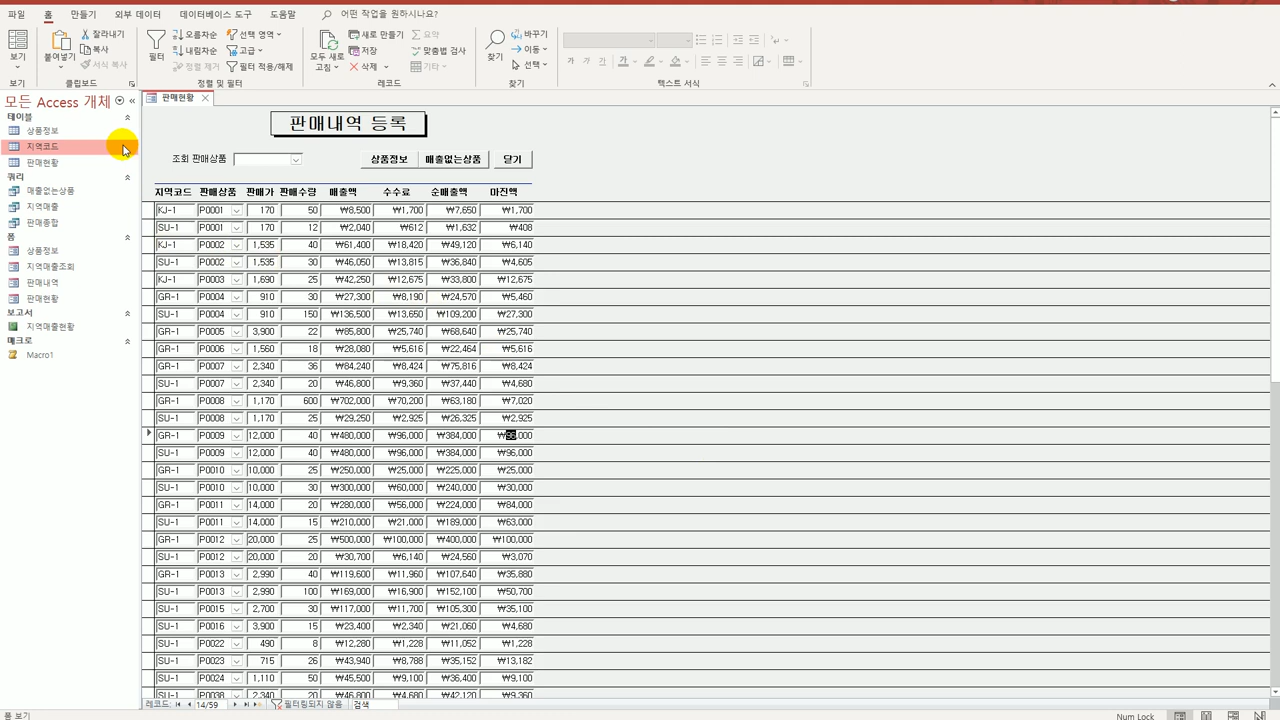 파일 홈 만들기 외부 데이터 데이터베이스 도구 도움말 어떤 작업을 원하시나요?
보기 붙여넣기 잘라내기 복사 서식 복사 필터 오름차순 내림차순 정렬 제거 선택 영역 고급 필터 적용/해제 모두 새로 고침 새로 만들기 저장 삭제 요약 맞춤법 검사 기타 찾기 바꾸기 이동 선택 가 가 가 가
보기 클립보드 정렬 및 필터 레코드 찾기 텍스트 서식
모든 Access 개체
테이블
상품정보
지역코드
판매현황
쿼리
매출없는상품
지역매출
판매종합
폼
상품정보
지역매출조회
판매내역
판매현황
보고서
지역매출현황
매크로
Macro1
판매현황
판매내역 등록
조회 판매상품 상품정보 매출없는상품 닫기
지역코드 판매상품 판매가 판매수량 매출액 수수료 순매출액 마진액
KJ-1 P0001 170 50 ₩8,500 ₩1,700 ₩7,650 ₩1,700
SU-1 P0001 170 12 ₩2,040 ₩612 ₩1,632 ₩408
KJ-1 P0002 1,535 40 ₩61,400 ₩18,420 ₩49,120 ₩6,140
SU-1 P0002 1,535 30 ₩46,050 ₩13,815 ₩36,840 ₩4,605
KJ-1 P0003 1,690 25 ₩42,250 ₩12,675 ₩33,800 ₩12,675
GR-1 P0004 910 30 ₩27,300 ₩8,190 ₩24,570 ₩5,460
SU-1 P0004 910 150 ₩136,500 ₩13,650 ₩109,200 ₩27,300
GR-1 P0005 3,900 22 ₩85,800 ₩25,740 ₩68,640 ₩25,740
GR-1 P0006 1,560 18 ₩28,080 ₩5,616 ₩22,464 ₩5,616
GR-1 P0007 2,340 36 ₩84,240 ₩8,424 ₩75,816 ₩8,424
SU-1 P0007 2,340 20 ₩46,800 ₩9,360 ₩37,440 ₩4,680
GR-1 P0008 1,170 600 ₩702,000 ₩70,200 ₩63,180 ₩7,020
SU-1 P0008 1,170 25 ₩29,250 ₩2,925 ₩26,325 ₩2,925
GR-1 P0009 12,000 40 ₩480,000 ₩96,000 ₩384,000 ₩96,000
SU-1 P0009 12,000 40 ₩480,000 ₩96,000 ₩384,000 ₩96,000
GR-1 P0010 10,000 25 ₩250,000 ₩25,000 ₩225,000 ₩25,000
SU-1 P0010 10,000 30 ₩300,000 ₩60,000 ₩240,000 ₩30,000
GR-1 P0011 14,000 20 ₩280,000 ₩56,000 ₩224,000 ₩84,000
SU-1 P0011 14,000 15 ₩210,000 ₩21,000 ₩189,000 ₩63,000
GR-1 P0012 20,000 25 ₩500,000 ₩100,000 ₩400,000 ₩100,000
SU-1 P0012 20,000 20 ₩30,700 ₩6,140 ₩24,560 ₩3,070
GR-1 P0013 2,990 40 ₩119,600 ₩11,960 ₩107,640 ₩35,880
SU-1 P0013 2,990 100 ₩169,000 ₩16,900 ₩152,100 ₩50,700
SU-1 P0015 2,700 30 ₩117,000 ₩11,700 ₩105,300 ₩35,100
SU-1 P0016 3,900 15 ₩23,400 ₩2,340 ₩21,060 ₩4,680
SU-1 P0022 490 8 ₩12,280 ₩1,228 ₩11,052 ₩1,228
SU-1 P0023 715 26 ₩43,940 ₩8,788 ₩35,152 ₩13,182
SU-1 P0024 1,110 50 ₩45,500 ₩9,100 ₩36,400 ₩9,100
SU-1 P0038 2,340 20 ₩46,800 ₩4,680 ₩42,120 ₩9,360
레코드: 14/59 필터링되지 않음 검색
폼 보기 Num Lock